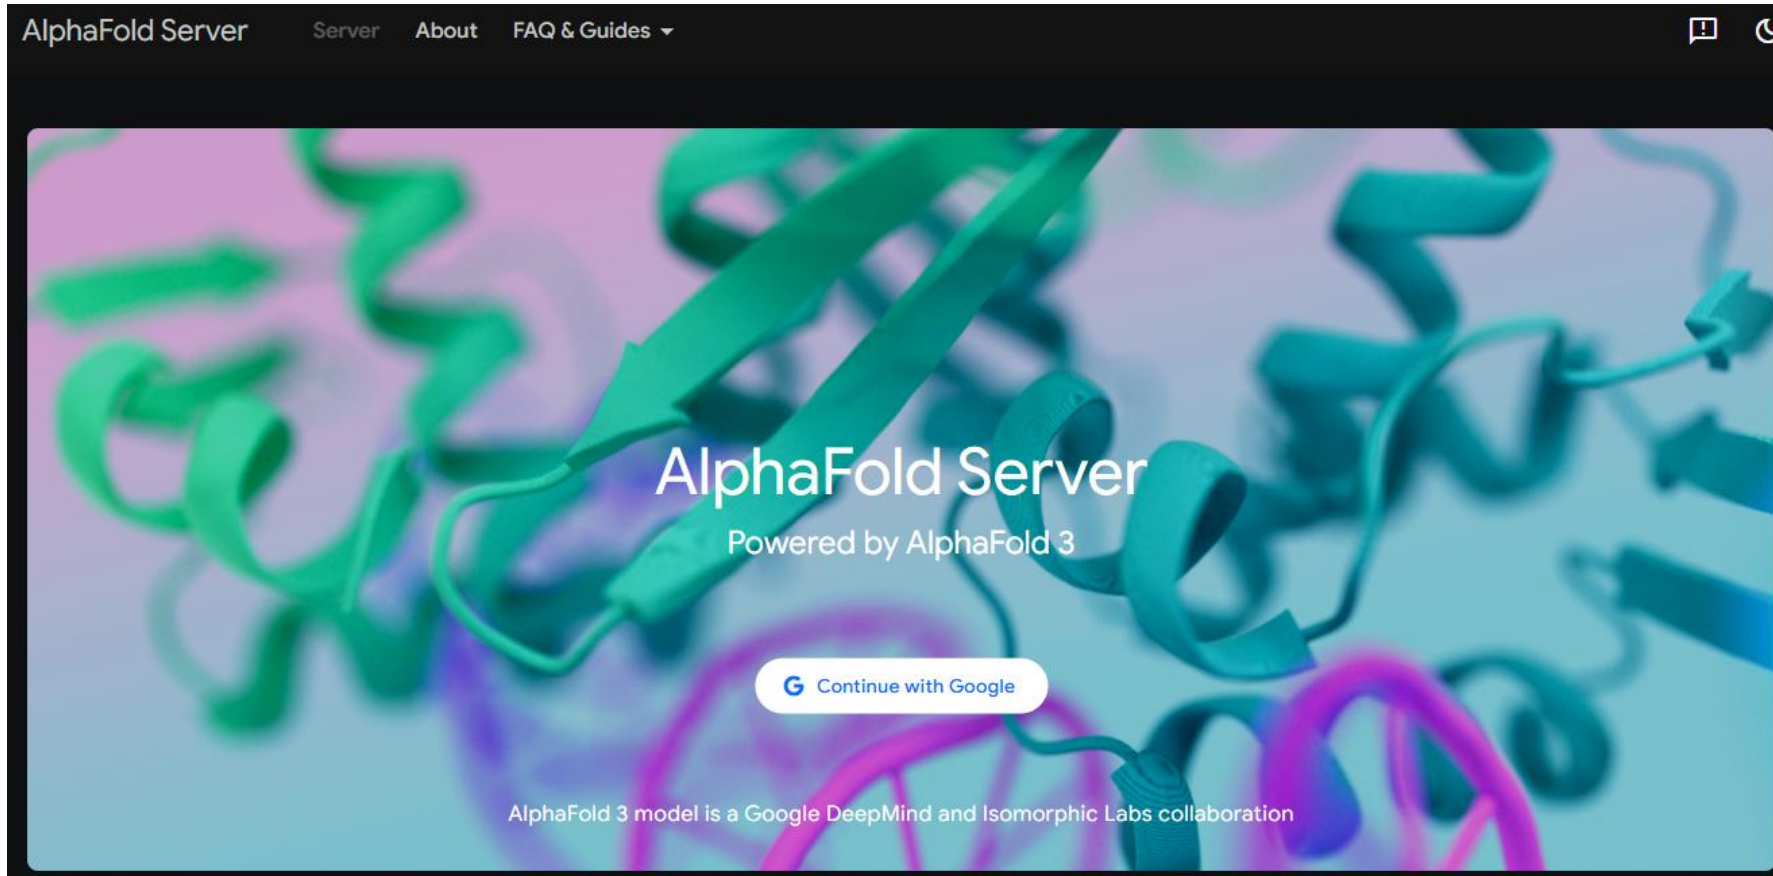 AlphaFold Server
Server
About
FAQ & Guides
AlphaFold Server
Powered by AlphaFold 3
G Continue with Google
AlphaFold 3 model is a Google DeepMind and Isomorphic Labs collaboration